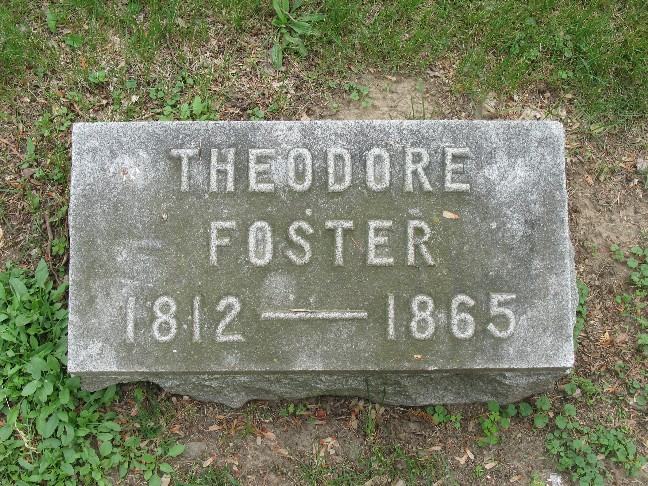 THEODORE
FOSTER
1812 — 1865